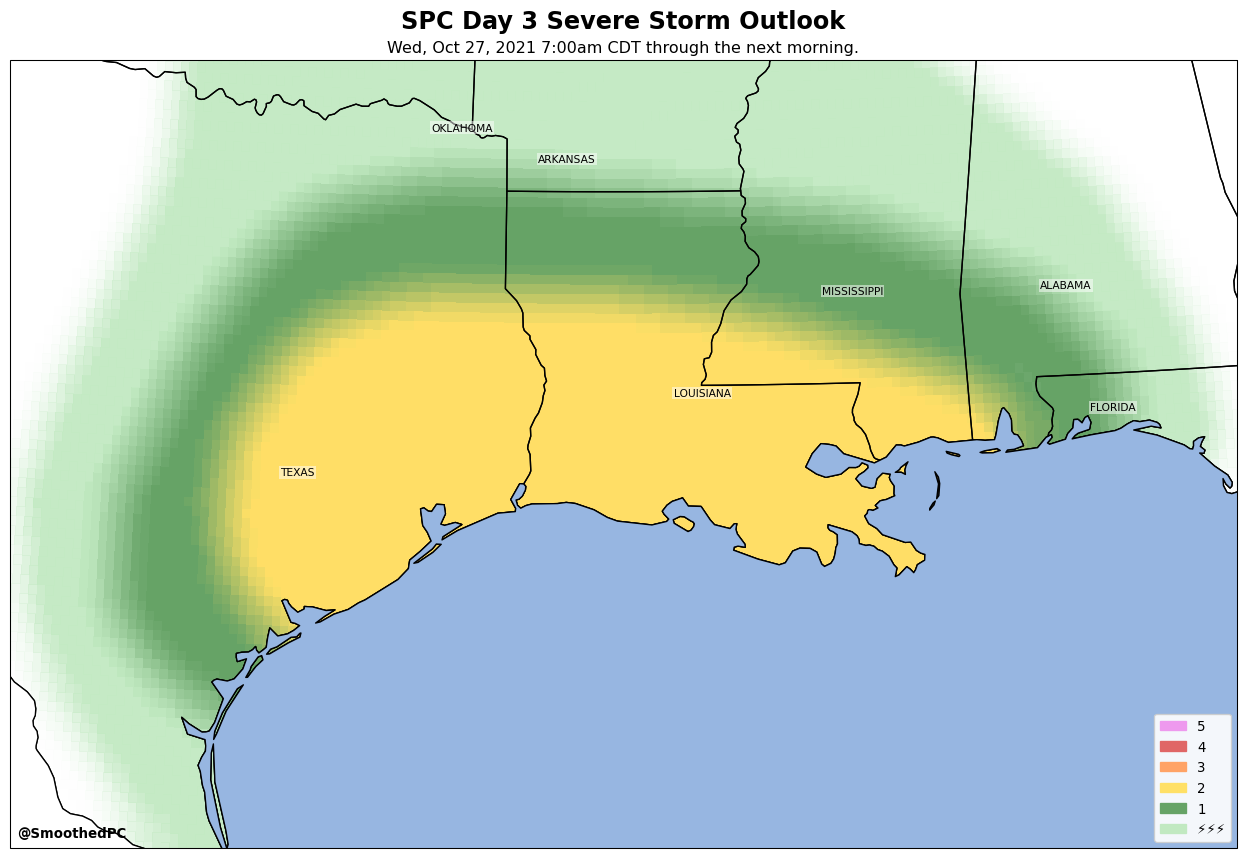 SPC Day 3 Severe Storm Outlook
Wed, Oct 27, 2021 7:00am CDT through the next morning.
OKLAHOMA
ARKANSAS
ALABAMA
MISSISSIPPI
LOUISIANA
FLORIDA
TEXAS
5
4
3
2
1
⚡⚡⚡
@SmoothedPC